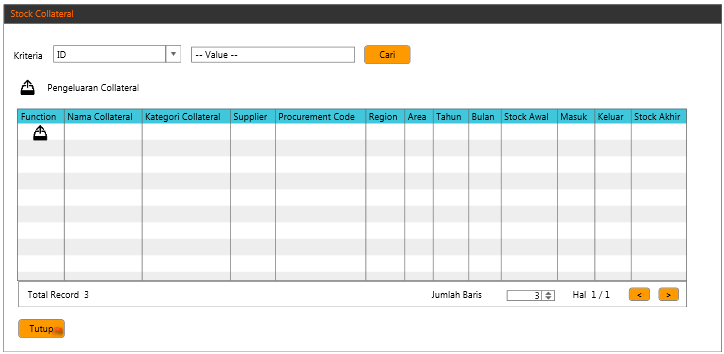 Stock Collateral
Kriteria ID -- Value -- Cari
Pengeluaran Collateral
Function Nama Collateral Kategori Collateral Supplier Procurement Code Region Area Tahun Bulan Stock Awal Masuk Keluar Stock Akhir
Total Record 3 Jumlah Baris 3 Hal 1 / 1 < >
Tutup